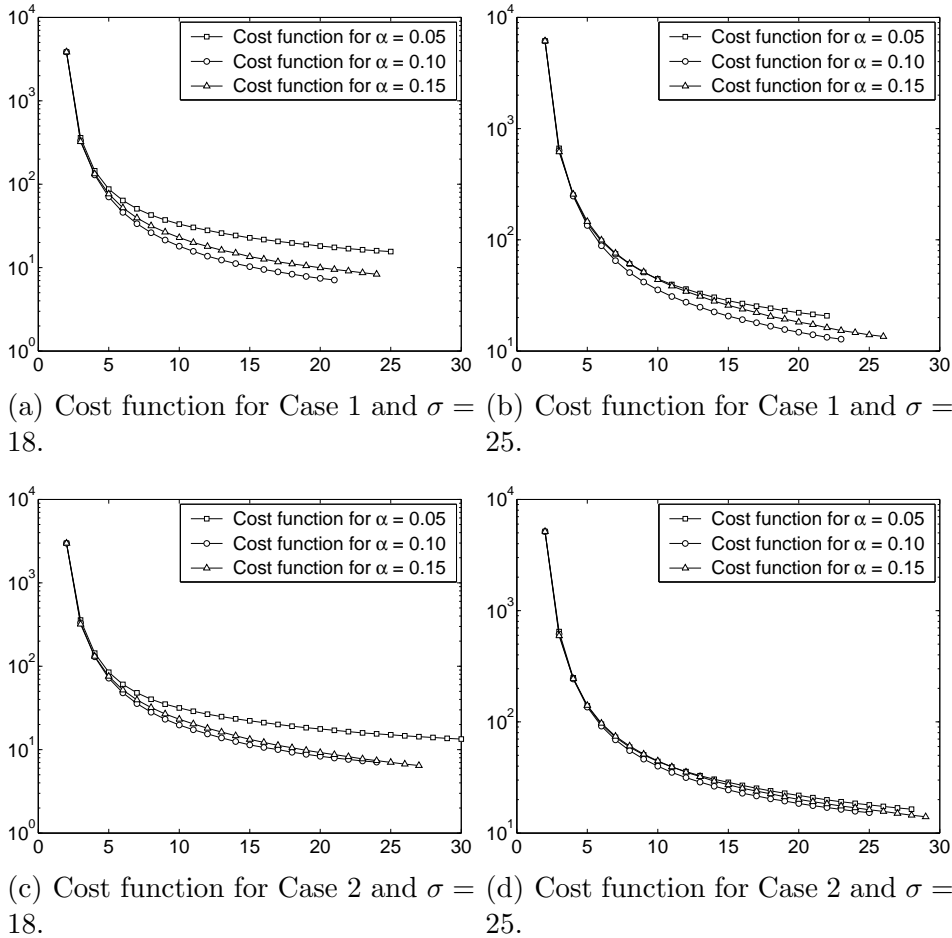 10^4
10^3
10^2
10^1
10^0
0 5 10 15 20 25 30
Cost function for α = 0.05
Cost function for α = 0.10
Cost function for α = 0.15
(a) Cost function for Case 1 and σ =
18.
10^4
10^3
10^2
10^1
0 5 10 15 20 25 30
Cost function for α = 0.05
Cost function for α = 0.10
Cost function for α = 0.15
(b) Cost function for Case 1 and σ =
25.
10^4
10^3
10^2
10^1
10^0
0 5 10 15 20 25 30
Cost function for α = 0.05
Cost function for α = 0.10
Cost function for α = 0.15
(c) Cost function for Case 2 and σ =
18.
10^4
10^3
10^2
10^1
0 5 10 15 20 25 30
Cost function for α = 0.05
Cost function for α = 0.10
Cost function for α = 0.15
(d) Cost function for Case 2 and σ =
25.